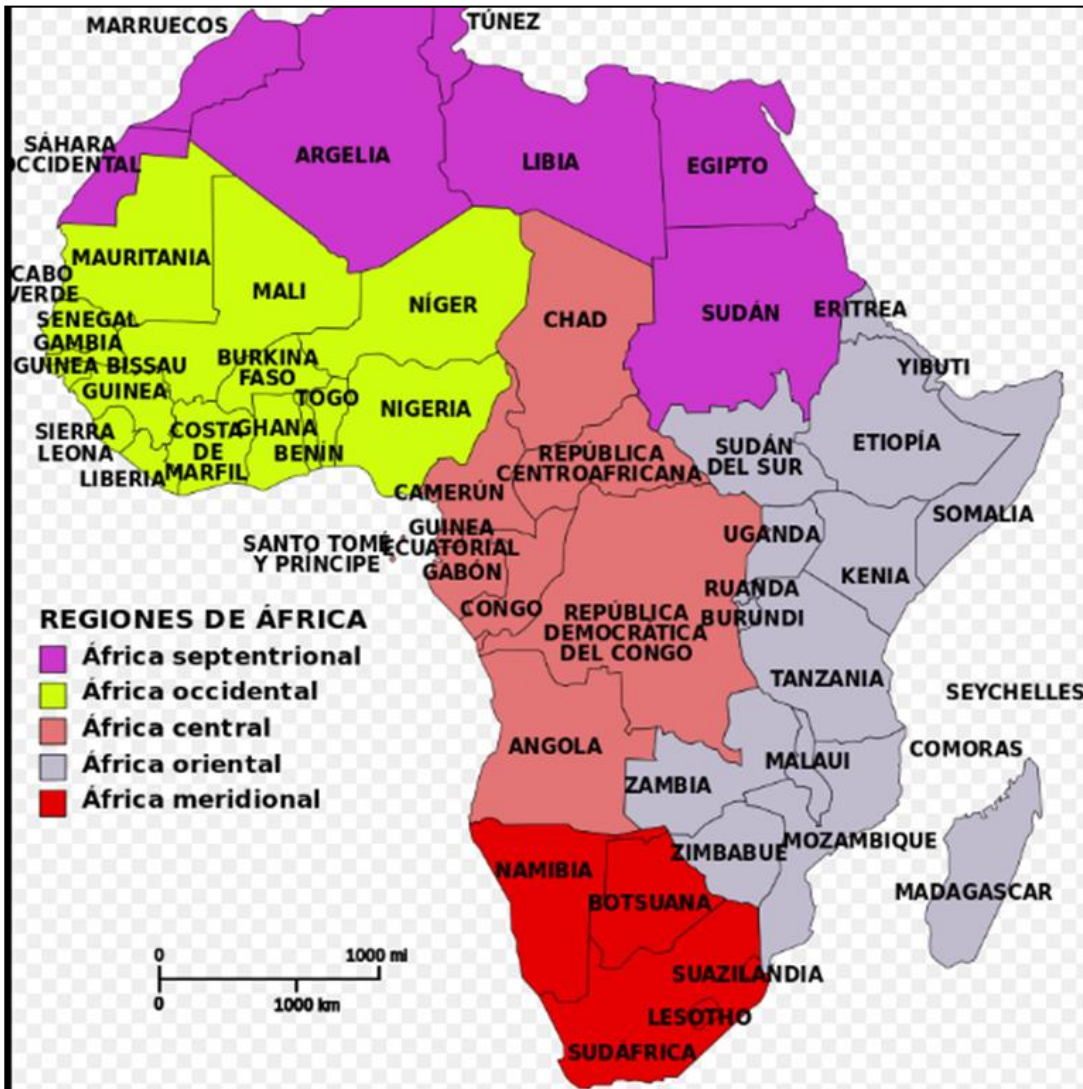 MARRUECOS
TÚNEZ
SÁHARA
OCCIDENTAL
ARGELIA
LIBIA
EGIPTO
MAURITANIA
CABO
VERDE
MALI
NÍGER
CHAD
SUDÁN
ERITREA
SENEGAL
GAMBIA
GUINEA BISSAU
GUINEA
BURKINA
FASO
TOGO
NIGERIA
YIBUTI
SIERRA
LEONA
LIBERIA
COSTA
DE
MARFIL
GHANA
BENÍN
REPÚBLICA
CENTROAFRICANA
SUDÁN
DEL SUR
ETIOPÍA
CAMERÚN
SOMALIA
SANTO TOMÉ
Y PRÍNCIPE
GUINEA
ECUATORIAL
GABÓN
CONGO
UGANDA
KENIA
RUANDA
BURUNDI
REPÚBLICA
DEMOCRÁTICA
DEL CONGO
TANZANIA
SEYCHELLES
REGIONES DE ÁFRICA
África septentrional
África occidental
África central
África oriental
África meridional
ANGOLA
ZAMBIA
MALAUI
COMORAS
MOZAMBIQUE
ZIMBABUE
MADAGASCAR
NAMIBIA
BOTSUANA
SUAZILANDIA
LESOTHO
SUDÁFRICA
0 1000 mi
0 1000 km